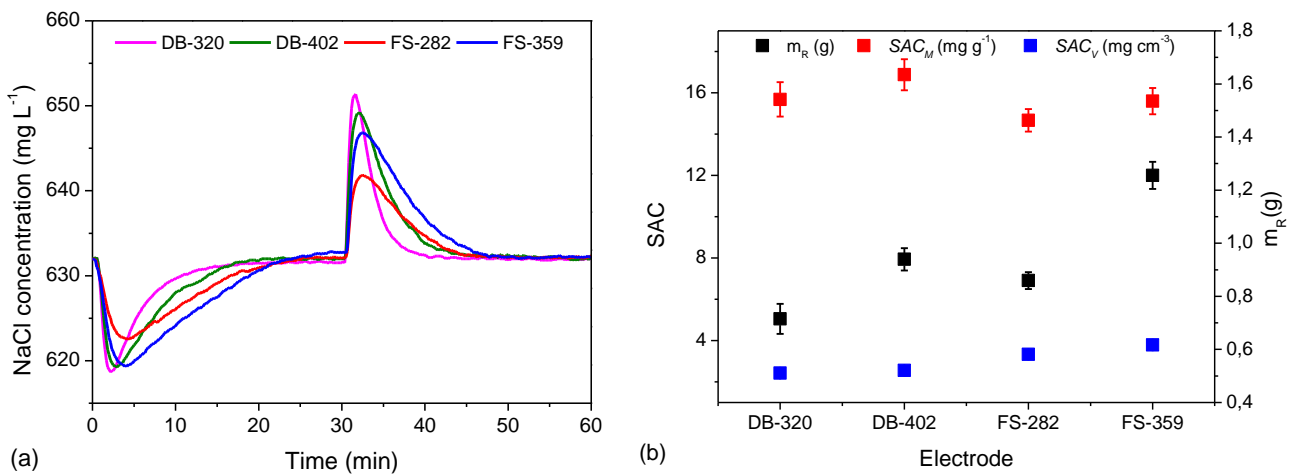 660
DB-320 DB-402 FS-282 FS-359
650
640
630
620
NaCl concentration (mg L⁻¹)
0 10 20 30 40 50 60
Time (min)
(a)
m_R (g) SAC_M (mg g⁻¹) SAC_V (mg cm⁻³)
16
12
8
4
SAC
1,8
1,6
1,4
1,2
1,0
0,8
0,6
0,4
m_R(g)
DB-320 DB-402 FS-282 FS-359
Electrode
(b)